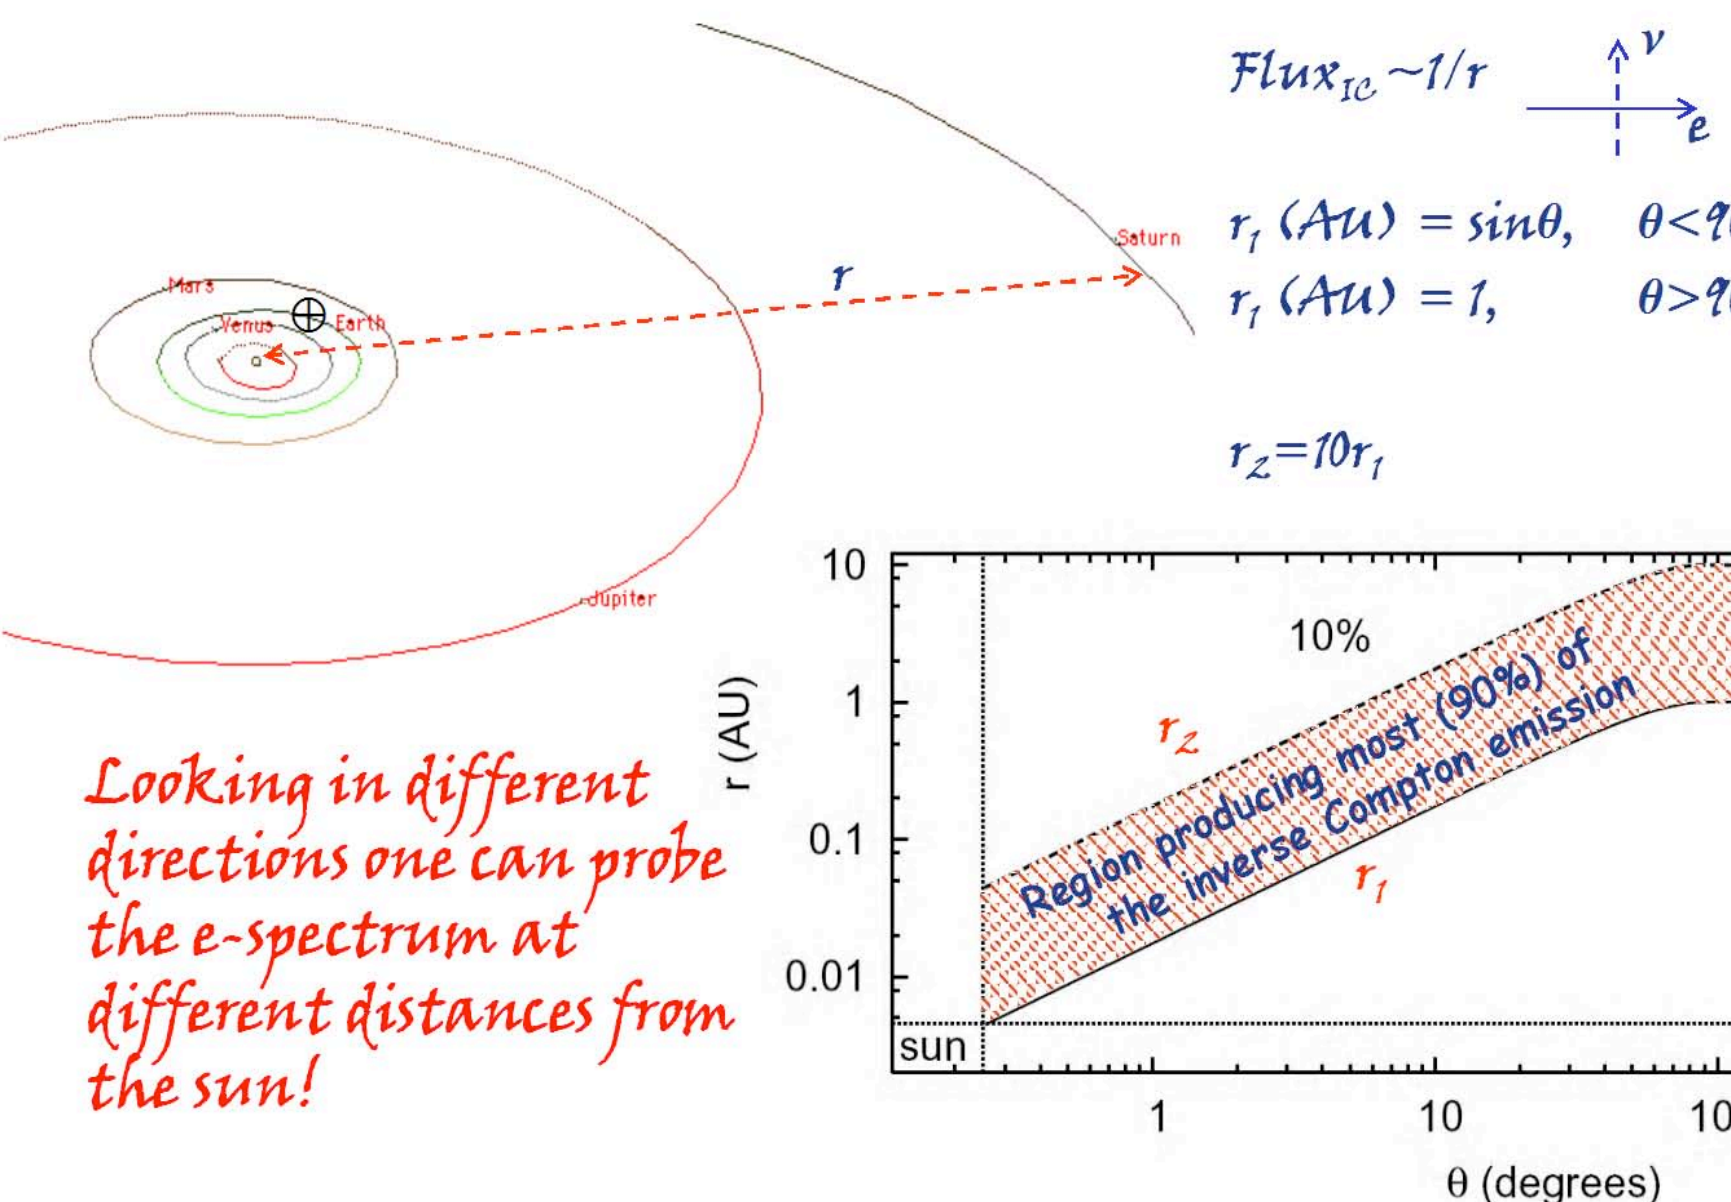 Flux_IC ~1/r
ν
e
r₁ (AU) = sinθ, θ<9
r₁ (AU) = 1, θ>9
r₂=10r₁
Saturn
r
Mars
Venus
Earth
Jupiter
Looking in different
directions one can probe
the e-spectrum at
different distances from
the sun!
10
1
0.1
0.01
r (AU)
10%
r₂
Region producing most (90%) of
the inverse Compton emission
r₁
sun
1
10
10
θ (degrees)